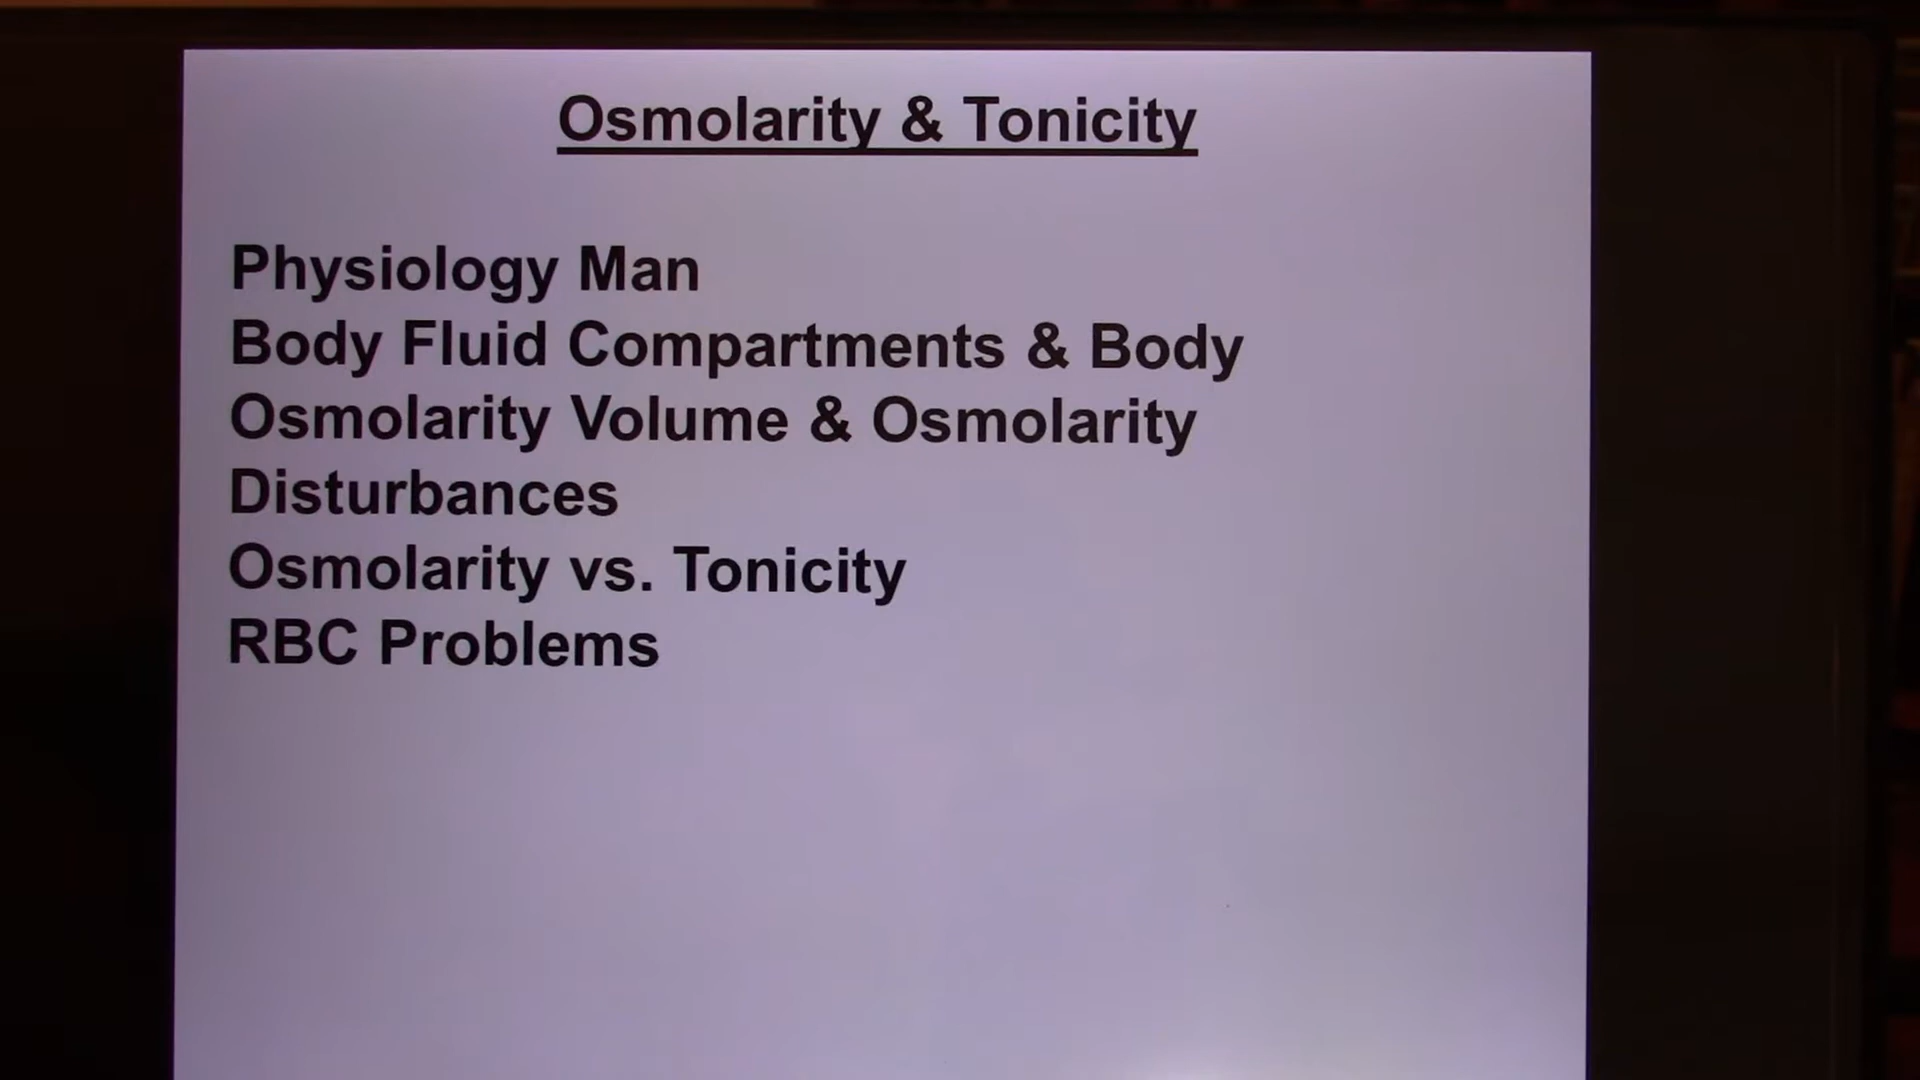 Osmolarity & Tonicity
Physiology Man
Body Fluid Compartments & Body
Osmolarity Volume & Osmolarity
Disturbances
Osmolarity vs. Tonicity
RBC Problems